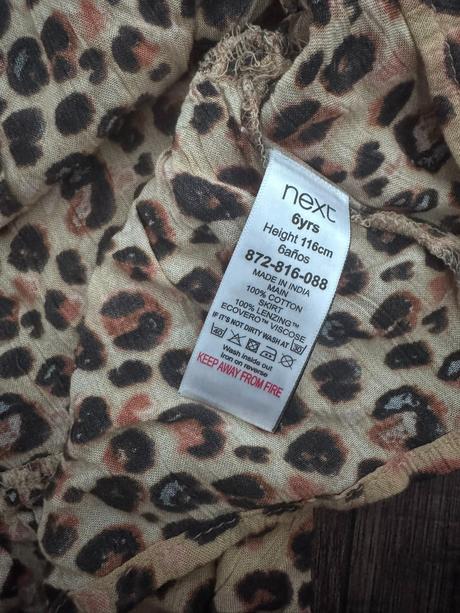 next
6yrs
Height 116cm
6años
872-816-088
MADE IN INDIA
MAIN
100% COTTON
SKIRT
100% LENZING™
ECOVERO™ VISCOSE
IF IT'S NOT DIRTY WASH AT
Wash inside out
Iron on reverse
KEEP AWAY FROM FIRE